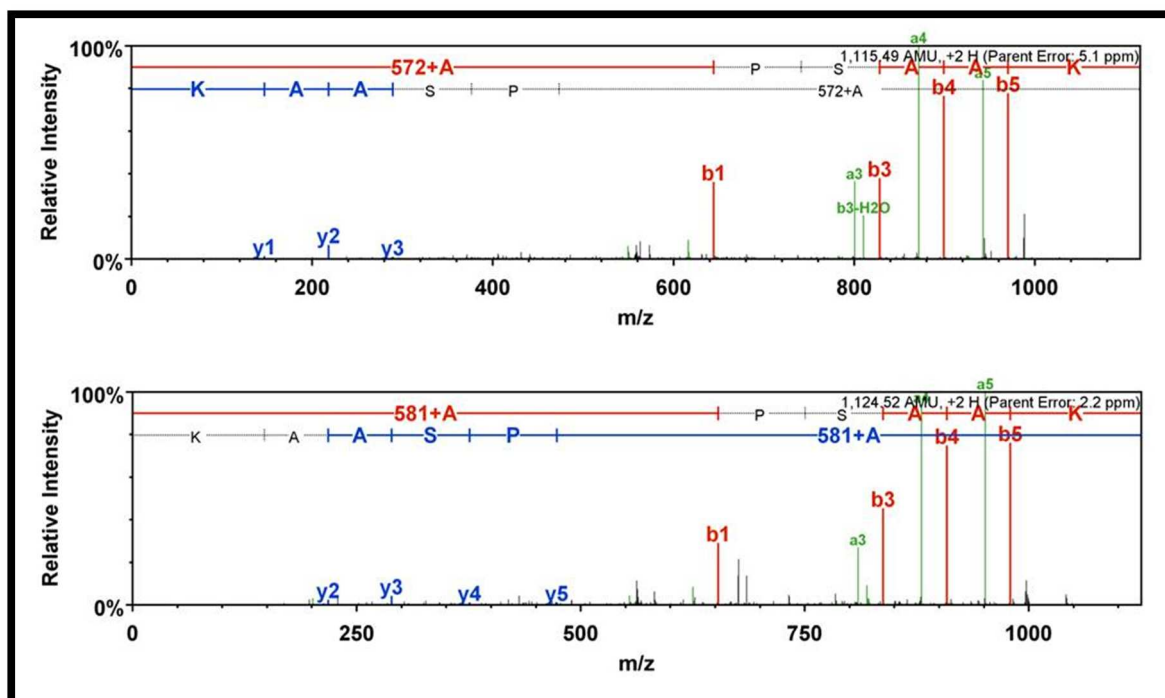 a4
100%
1,115.49 AMU, +2 H (Parent Error: 5.1 ppm)
572+A P S A A K
a5
K A A S P 572+A
b4 b5
b1 a3 b3
b3-H2O
y1 y2 y3
0%
Relative Intensity
0 200 400 600 800 1000
m/z
a5
100%
1,124.52 AMU, +2 H (Parent Error: 2.2 ppm)
581+A P S A A K
K A A S P 581+A
b4 b5
b3
b1 a3
y2 y3 y4 y5
0%
Relative Intensity
0 250 500 750 1000
m/z